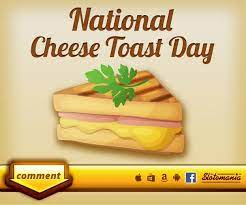 National
Cheese Toast Day
comment
Slotomania